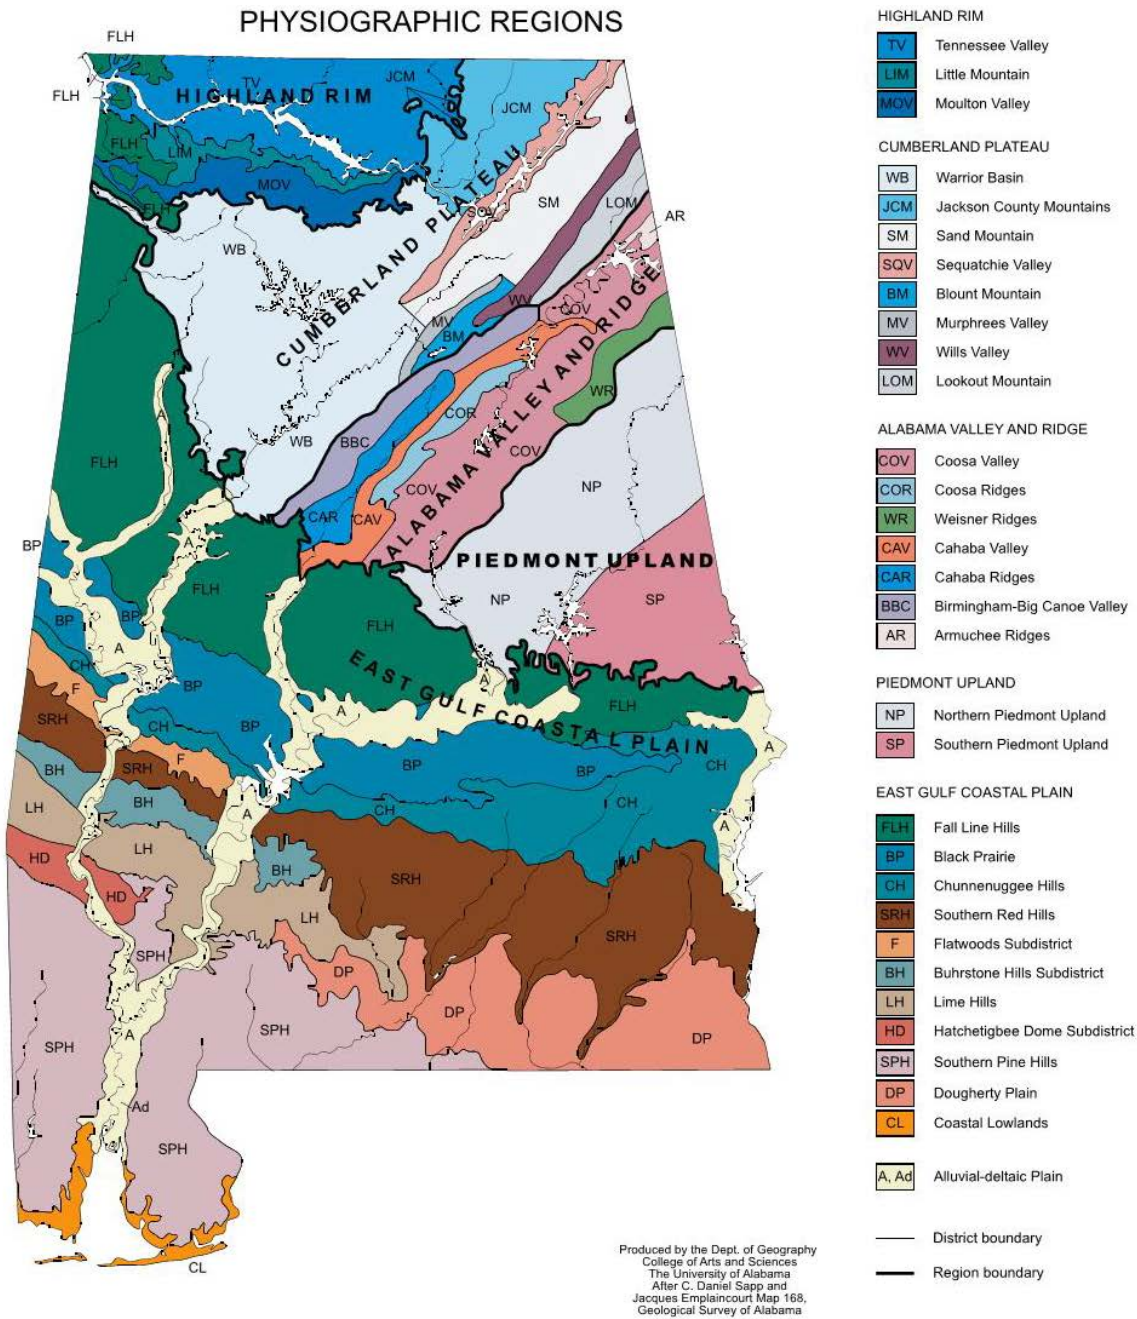 PHYSIOGRAPHIC REGIONS
FLH
FLH
TV
JCM
HIGHLAND RIM
JCM
FLH
LIM
MOV
FLH
SQV
SM
LOM
AR
WB
CUMBERLAND PLATEAU
WV
COV
MV
BM
WR
A
COR
WB
BBC
COV
FLH
COV
NP
CAR
CAV
ALABAMA VALLEY AND RIDGE
BP
A
PIEDMONT UPLAND
FLH
NP
SP
BP
BP
FLH
A
CH
EAST GULF COASTAL PLAIN
F
BP
A
A
FLH
SRH
CH
BP
A
F
BP
BP
CH
BH
SRH
BH
CH
CH
LH
A
A
LH
HD
BH
SRH
HD
LH
SRH
SPH
DP
DP
SPH
A
SPH
DP
Ad
SPH
CL
HIGHLAND RIM
TV Tennessee Valley
LIM Little Mountain
MOV Moulton Valley
CUMBERLAND PLATEAU
WB Warrior Basin
JCM Jackson County Mountains
SM Sand Mountain
SQV Sequatchie Valley
BM Blount Mountain
MV Murphrees Valley
WV Wills Valley
LOM Lookout Mountain
ALABAMA VALLEY AND RIDGE
COV Coosa Valley
COR Coosa Ridges
WR Weisner Ridges
CAV Cahaba Valley
CAR Cahaba Ridges
BBC Birmingham-Big Canoe Valley
AR Armuchee Ridges
PIEDMONT UPLAND
NP Northern Piedmont Upland
SP Southern Piedmont Upland
EAST GULF COASTAL PLAIN
FLH Fall Line Hills
BP Black Prairie
CH Chunnenuggee Hills
SRH Southern Red Hills
F Flatwoods Subdistrict
BH Buhrstone Hills Subdistrict
LH Lime Hills
HD Hatchetigbee Dome Subdistrict
SPH Southern Pine Hills
DP Dougherty Plain
CL Coastal Lowlands
A, Ad Alluvial-deltaic Plain
District boundary
Region boundary
Produced by the Dept. of Geography
College of Arts and Sciences
The University of Alabama
After C. Daniel Sapp and
Jacques Emplaincourt Map 168,
Geological Survey of Alabama